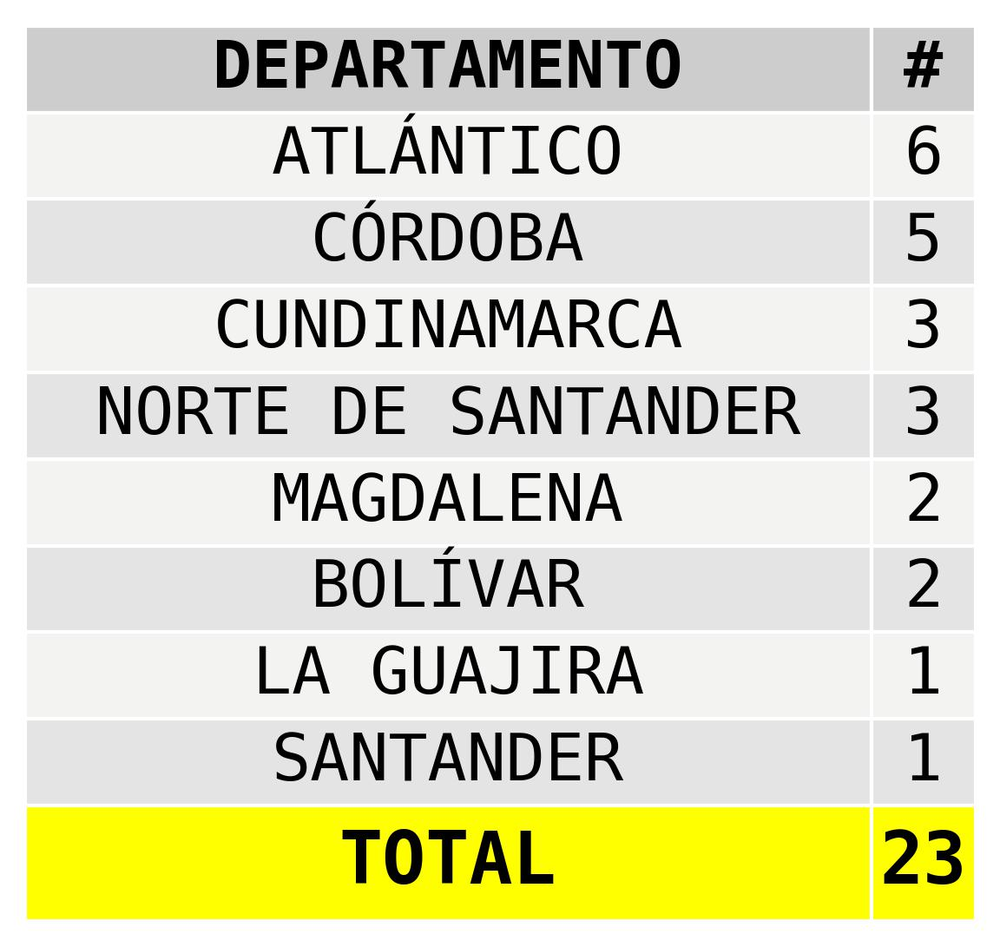 DEPARTAMENTO #
ATLÁNTICO 6
CÓRDOBA 5
CUNDINAMARCA 3
NORTE DE SANTANDER 3
MAGDALENA 2
BOLÍVAR 2
LA GUAJIRA 1
SANTANDER 1
TOTAL 23